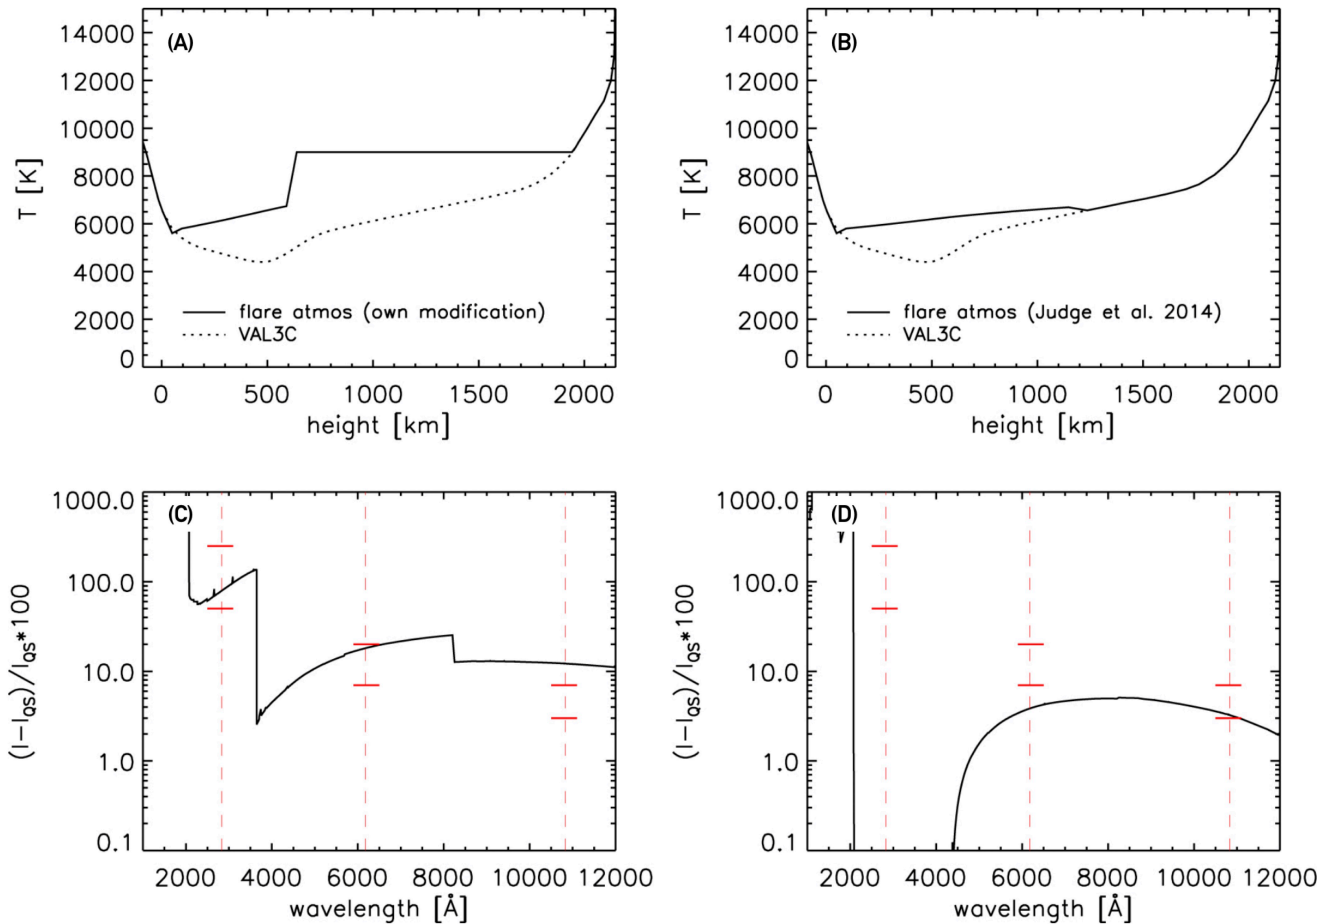 (A)
14000
12000
10000
8000
6000
4000
2000
0
T [K]
flare atmos (own modification)
VAL3C
0 500 1000 1500 2000
height [km]
(B)
14000
12000
10000
8000
6000
4000
2000
0
T [K]
flare atmos (Judge et al. 2014)
VAL3C
0 500 1000 1500 2000
height [km]
(C)
1000.0
100.0
10.0
1.0
0.1
(I−I_QS)/I_QS*100
2000 4000 6000 8000 10000 12000
wavelength [Å]
(D)
1000.0
100.0
10.0
1.0
0.1
(I−I_QS)/I_QS*100
2000 4000 6000 8000 10000 12000
wavelength [Å]